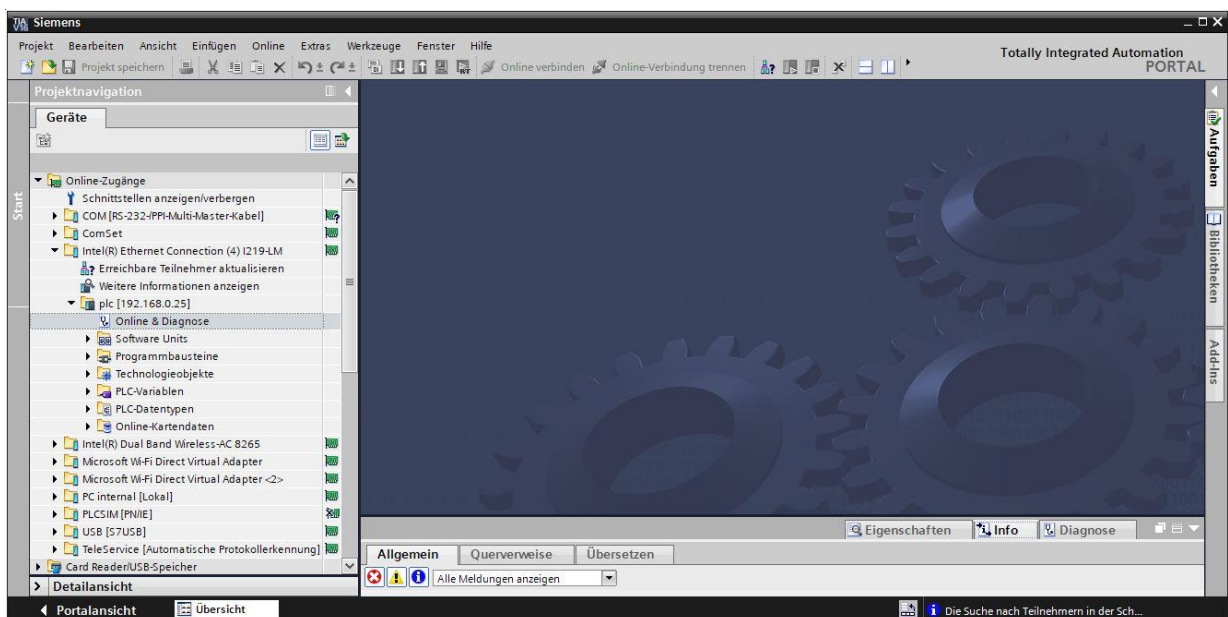 TIA
V16
Siemens
Projekt Bearbeiten Ansicht Einfügen Online Extras Werkzeuge Fenster Hilfe
Projekt speichern
Online verbinden
Online-Verbindung trennen
Totally Integrated Automation
PORTAL
Projektnavigation
Geräte
Start
Online-Zugänge
Schnittstellen anzeigen/verbergen
COM [RS-232-/PPI-Multi-Master-Kabel]
ComSet
Intel(R) Ethernet Connection (4) I219-LM
Erreichbare Teilnehmer aktualisieren
Weitere Informationen anzeigen
plc [192.168.0.25]
Online & Diagnose
Software Units
Programmbausteine
Technologieobjekte
PLC-Variablen
PLC-Datentypen
Online-Kartendaten
Intel(R) Dual Band Wireless-AC 8265
Microsoft Wi-Fi Direct Virtual Adapter
Microsoft Wi-Fi Direct Virtual Adapter <2>
PC internal [Lokal]
PLCSIM [PN/IE]
USB [S7USB]
TeleService [Automatische Protokollerkennung]
Card Reader/USB-Speicher
Detailansicht
Eigenschaften
Info
Diagnose
Allgemein
Querverweise
Übersetzen
Alle Meldungen anzeigen
Aufgaben
Bibliotheken
Add-Ins
Portalansicht
Übersicht
Die Suche nach Teilnehmern in der Sch...